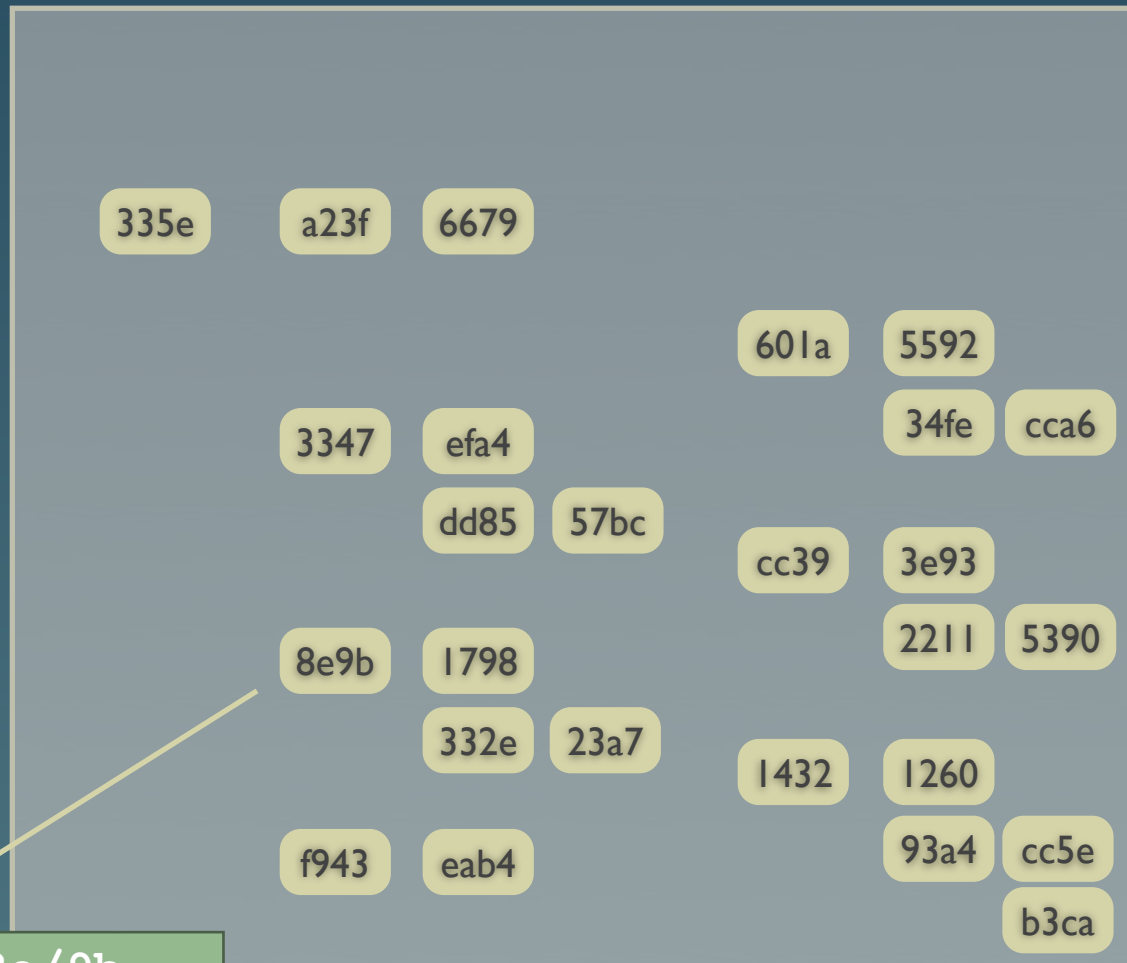 335e a23f 6679
601a 5592
34fe cca6
3347 efa4
dd85 57bc
cc39 3e93
2211 5390
8e9b 1798
332e 23a7
1432 1260
93a4 cc5e
f943 eab4
b3ca